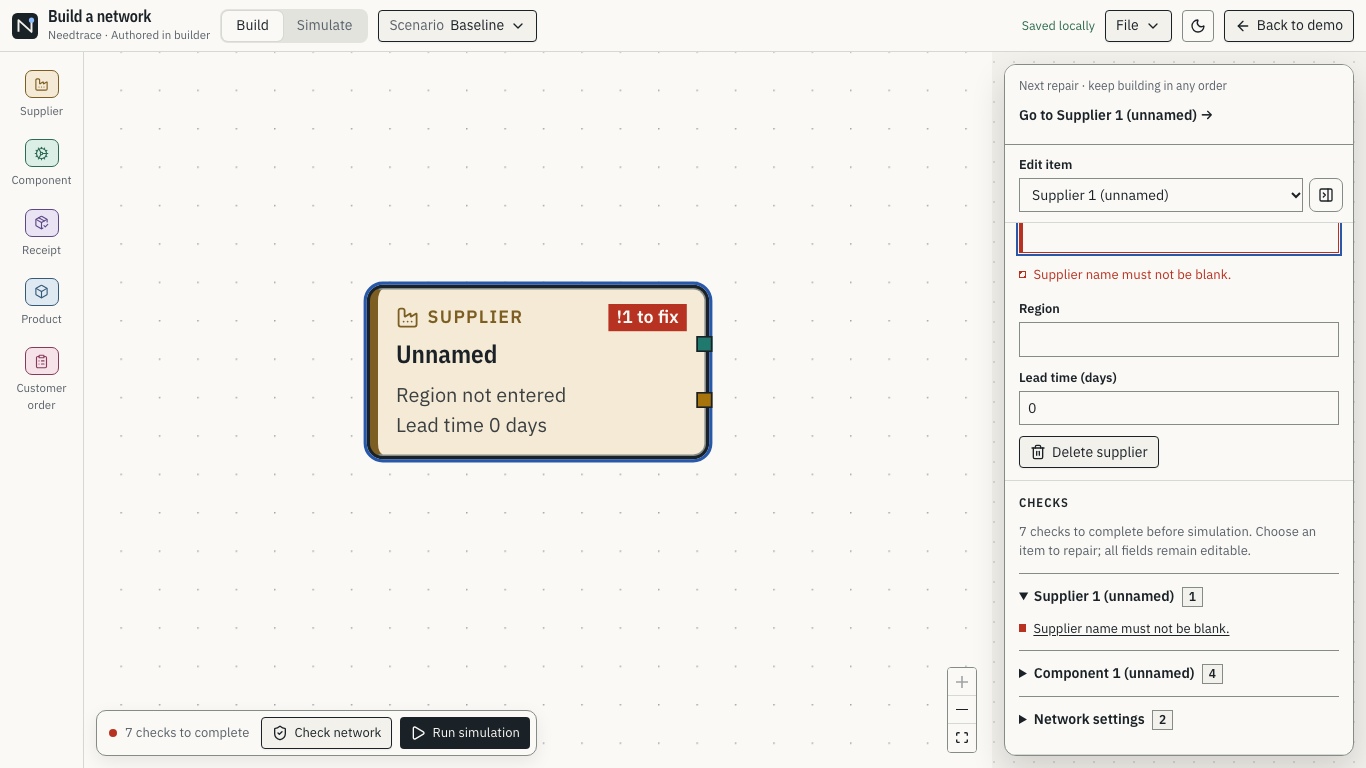 Build a network
Needtrace · Authored in builder
Build
Simulate
Scenario Baseline
Saved locally
File
Back to demo
Supplier
Component
Receipt
Product
Customer
order
SUPPLIER
!1 to fix
Unnamed
Region not entered
Lead time 0 days
7 checks to complete
Check network
Run simulation
Next repair · keep building in any order
Go to Supplier 1 (unnamed) →
Edit item
Supplier 1 (unnamed)
Supplier name must not be blank.
Region
Lead time (days)
0
Delete supplier
CHECKS
7 checks to complete before simulation. Choose an
item to repair; all fields remain editable.
Supplier 1 (unnamed) 1
Supplier name must not be blank.
Component 1 (unnamed) 4
Network settings 2